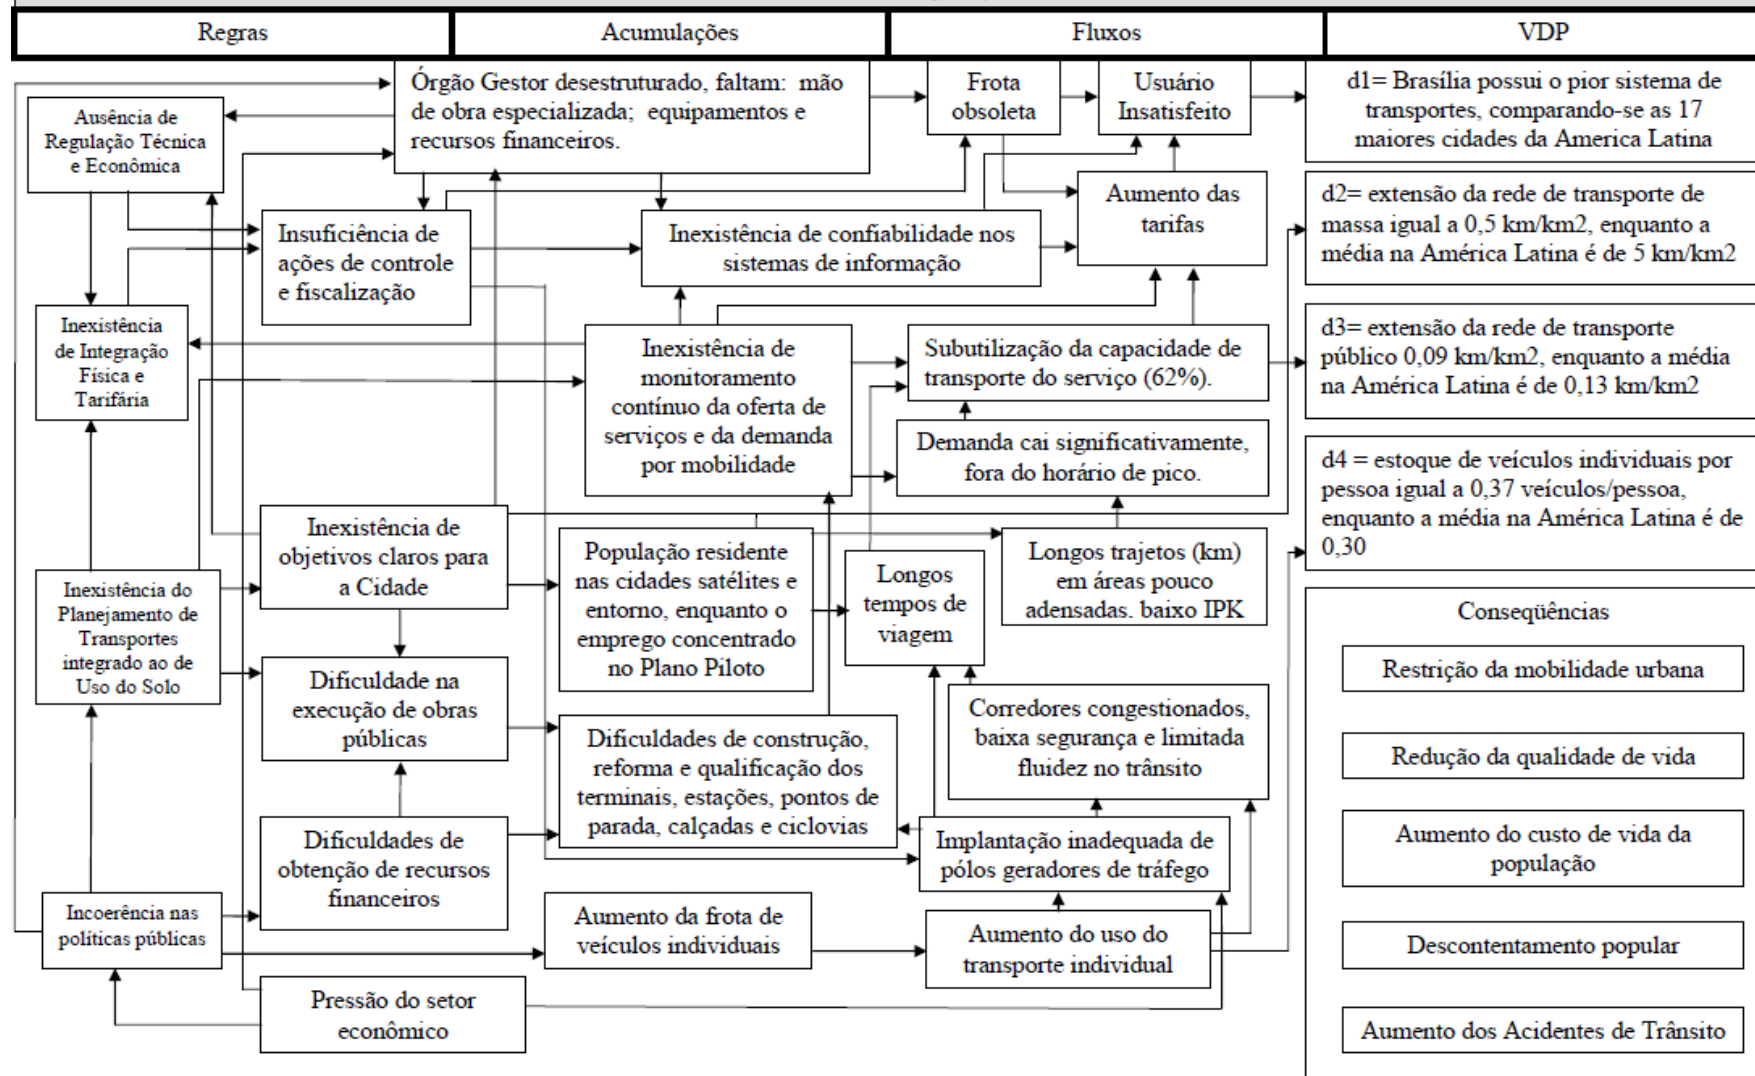 Regras
Acumulações
Fluxos
VDP
Ausência de
Regulação Técnica
e Econômica
Órgão Gestor desestruturado, faltam: mão
de obra especializada; equipamentos e
recursos financeiros.
Frota
obsoleta
Usuário
Insatisfeito
d1= Brasília possui o pior sistema de
transportes, comparando-se as 17
maiores cidades da America Latina
Insuficiência de
ações de controle
e fiscalização
Inexistência de confiabilidade nos
sistemas de informação
Aumento das
tarifas
d2= extensão da rede de transporte de
massa igual a 0,5 km/km2, enquanto a
média na América Latina é de 5 km/km2
Inexistência
de Integração
Física e
Tarifária
Inexistência de
monitoramento
contínuo da oferta de
serviços e da demanda
por mobilidade
Subutilização da capacidade de
transporte do serviço (62%).
d3= extensão da rede de transporte
público 0,09 km/km2, enquanto a média
na América Latina é de 0,13 km/km2
Demanda cai significativamente,
fora do horário de pico.
d4 = estoque de veículos individuais por
pessoa igual a 0,37 veículos/pessoa,
enquanto a média na América Latina é de
0,30
Inexistência de
objetivos claros para
a Cidade
População residente
nas cidades satélites e
entorno, enquanto o
emprego concentrado
no Plano Piloto
Longos
tempos de
viagem
Longos trajetos (km)
em áreas pouco
adensadas. baixo IPK
Inexistência do
Planejamento de
Transportes
integrado ao de
Uso do Solo
Conseqüências
Restrição da mobilidade urbana
Dificuldade na
execução de obras
públicas
Dificuldades de construção,
reforma e qualificação dos
terminais, estações, pontos de
parada, calçadas e ciclovias
Corredores congestionados,
baixa segurança e limitada
fluidez no trânsito
Redução da qualidade de vida
Dificuldades de
obtenção de recursos
financeiros
Implantação inadequada de
pólos geradores de tráfego
Aumento do custo de vida da
população
Incoerência nas
políticas públicas
Aumento da frota de
veículos individuais
Aumento do uso do
transporte individual
Descontentamento popular
Pressão do setor
econômico
Aumento dos Acidentes de Trânsito